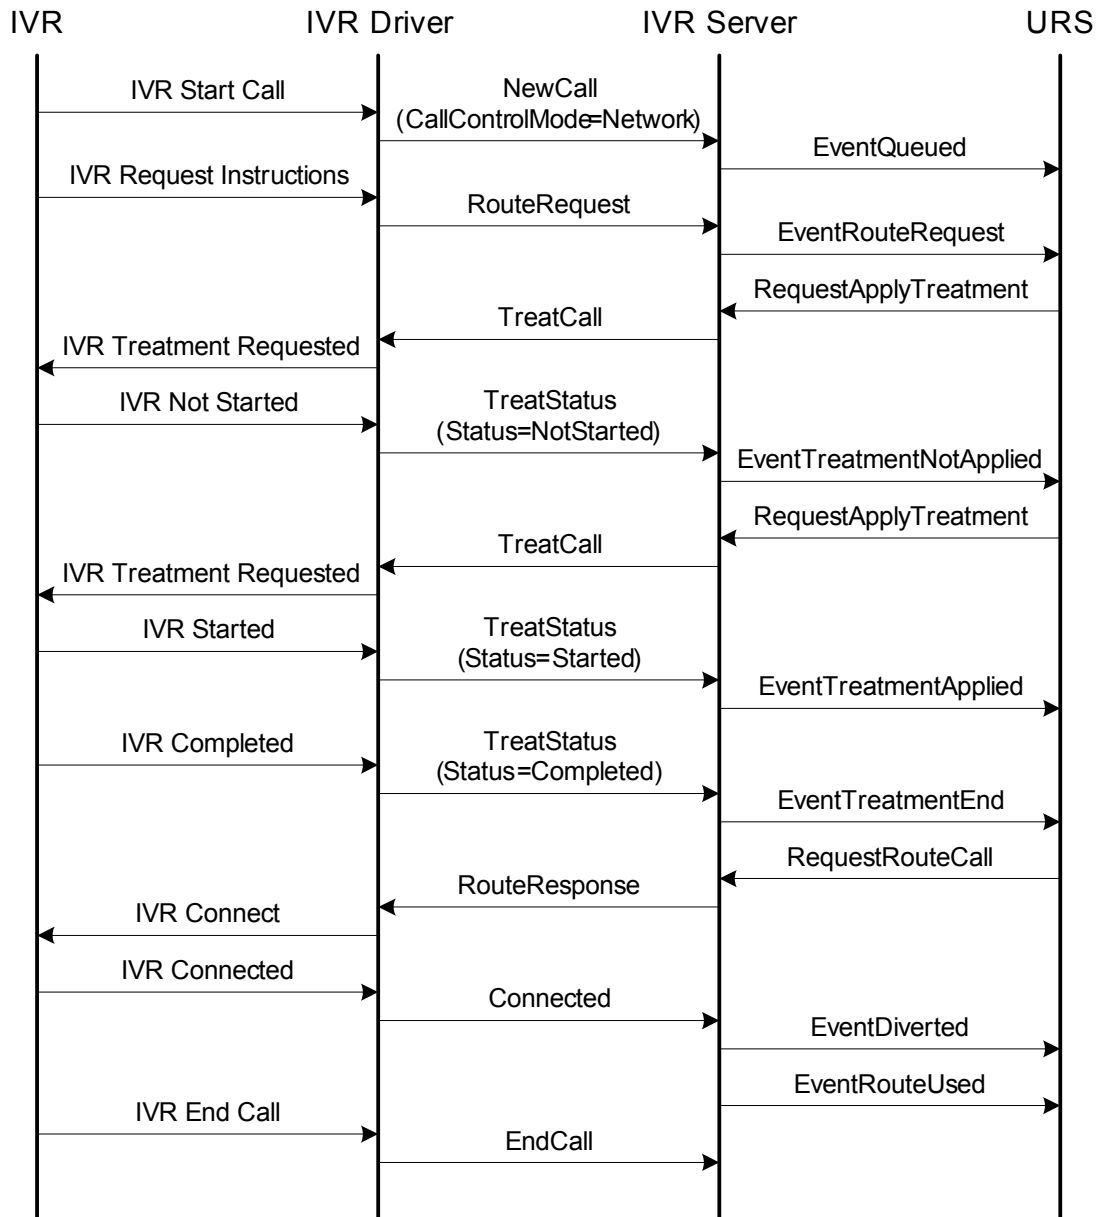 IVR IVR Driver IVR Server URS
IVR Start Call
NewCall
(CallControlMode=Network)
EventQueued
IVR Request Instructions
RouteRequest
EventRouteRequest
RequestApplyTreatment
TreatCall
IVR Treatment Requested
IVR Not Started
TreatStatus
(Status=NotStarted)
EventTreatmentNotApplied
RequestApplyTreatment
TreatCall
IVR Treatment Requested
IVR Started
TreatStatus
(Status=Started)
EventTreatmentApplied
IVR Completed
TreatStatus
(Status=Completed)
EventTreatmentEnd
RequestRouteCall
RouteResponse
IVR Connect
IVR Connected
Connected
EventDiverted
EventRouteUsed
IVR End Call
EndCall